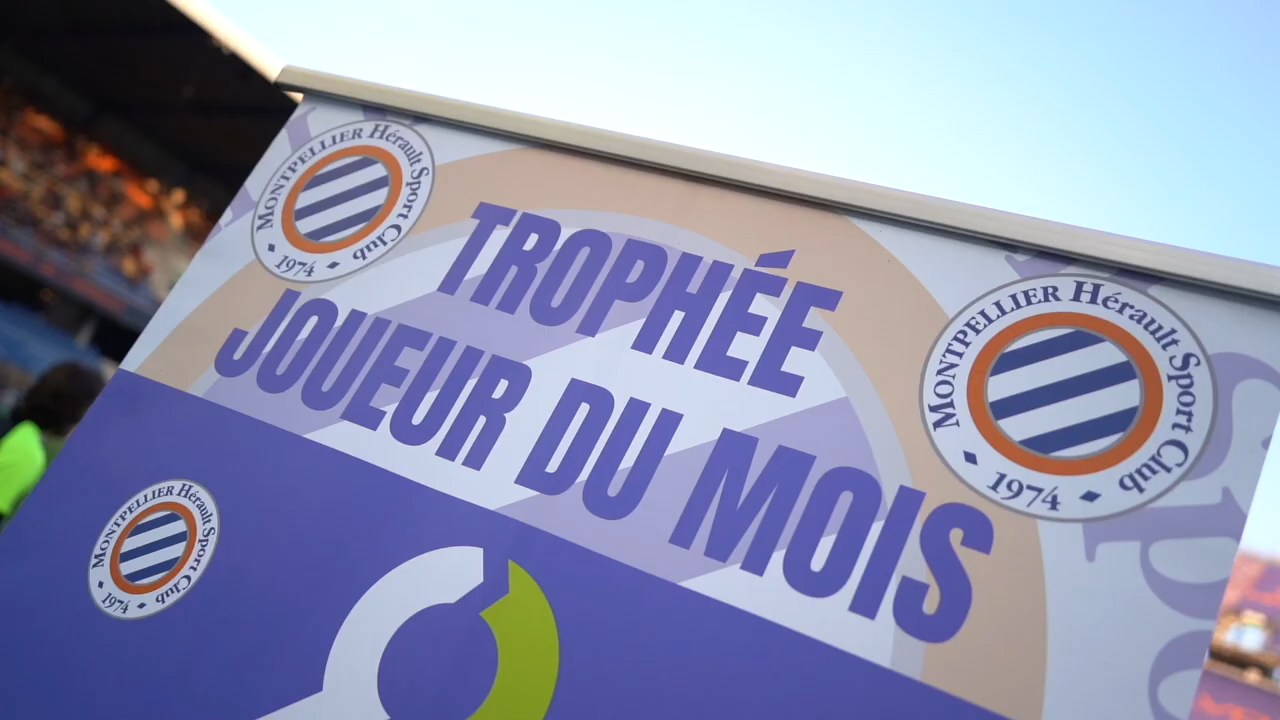 MONTPELLIER Hérault Sport Club
1974
TROPHÉE
JOUEUR DU MOIS
MONTPELLIER Hérault Sport Club
1974
MONTPELLIER Hérault Sport Club
1974